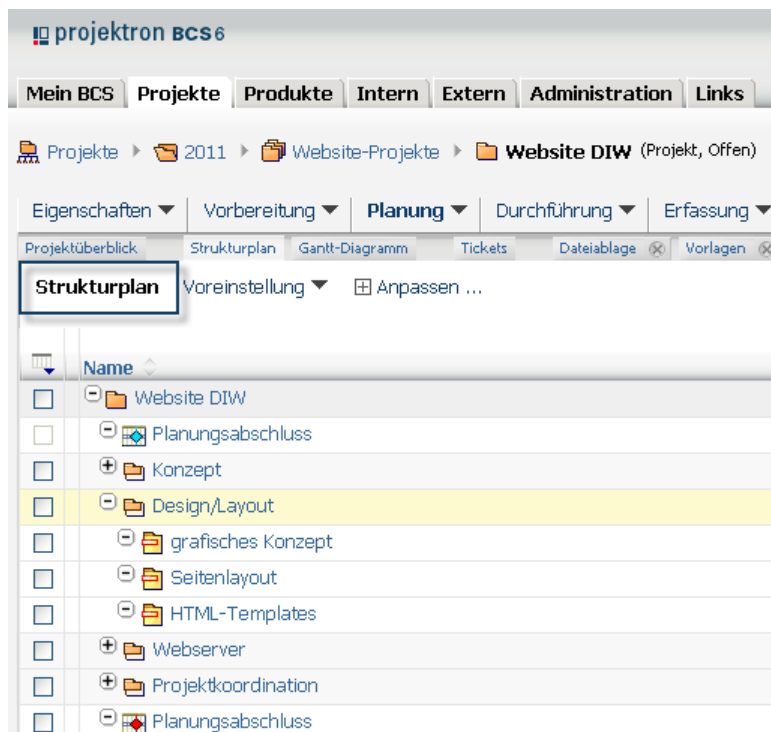 projektron BCS6
Mein BCS Projekte Produkte Intern Extern Administration Links
Projekte 2011 Website-Projekte Website DIW (Projekt, Offen)
Eigenschaften Vorbereitung Planung Durchführung Erfassung
Projektüberblick Strukturplan Gantt-Diagramm Tickets Dateiablage Vorlagen
Strukturplan Voreinstellung Anpassen ...
Name
Website DIW
Planungsabschluss
Konzept
Design/Layout
grafisches Konzept
Seitenlayout
HTML-Templates
Webserver
Projektkoordination
Planungsabschluss